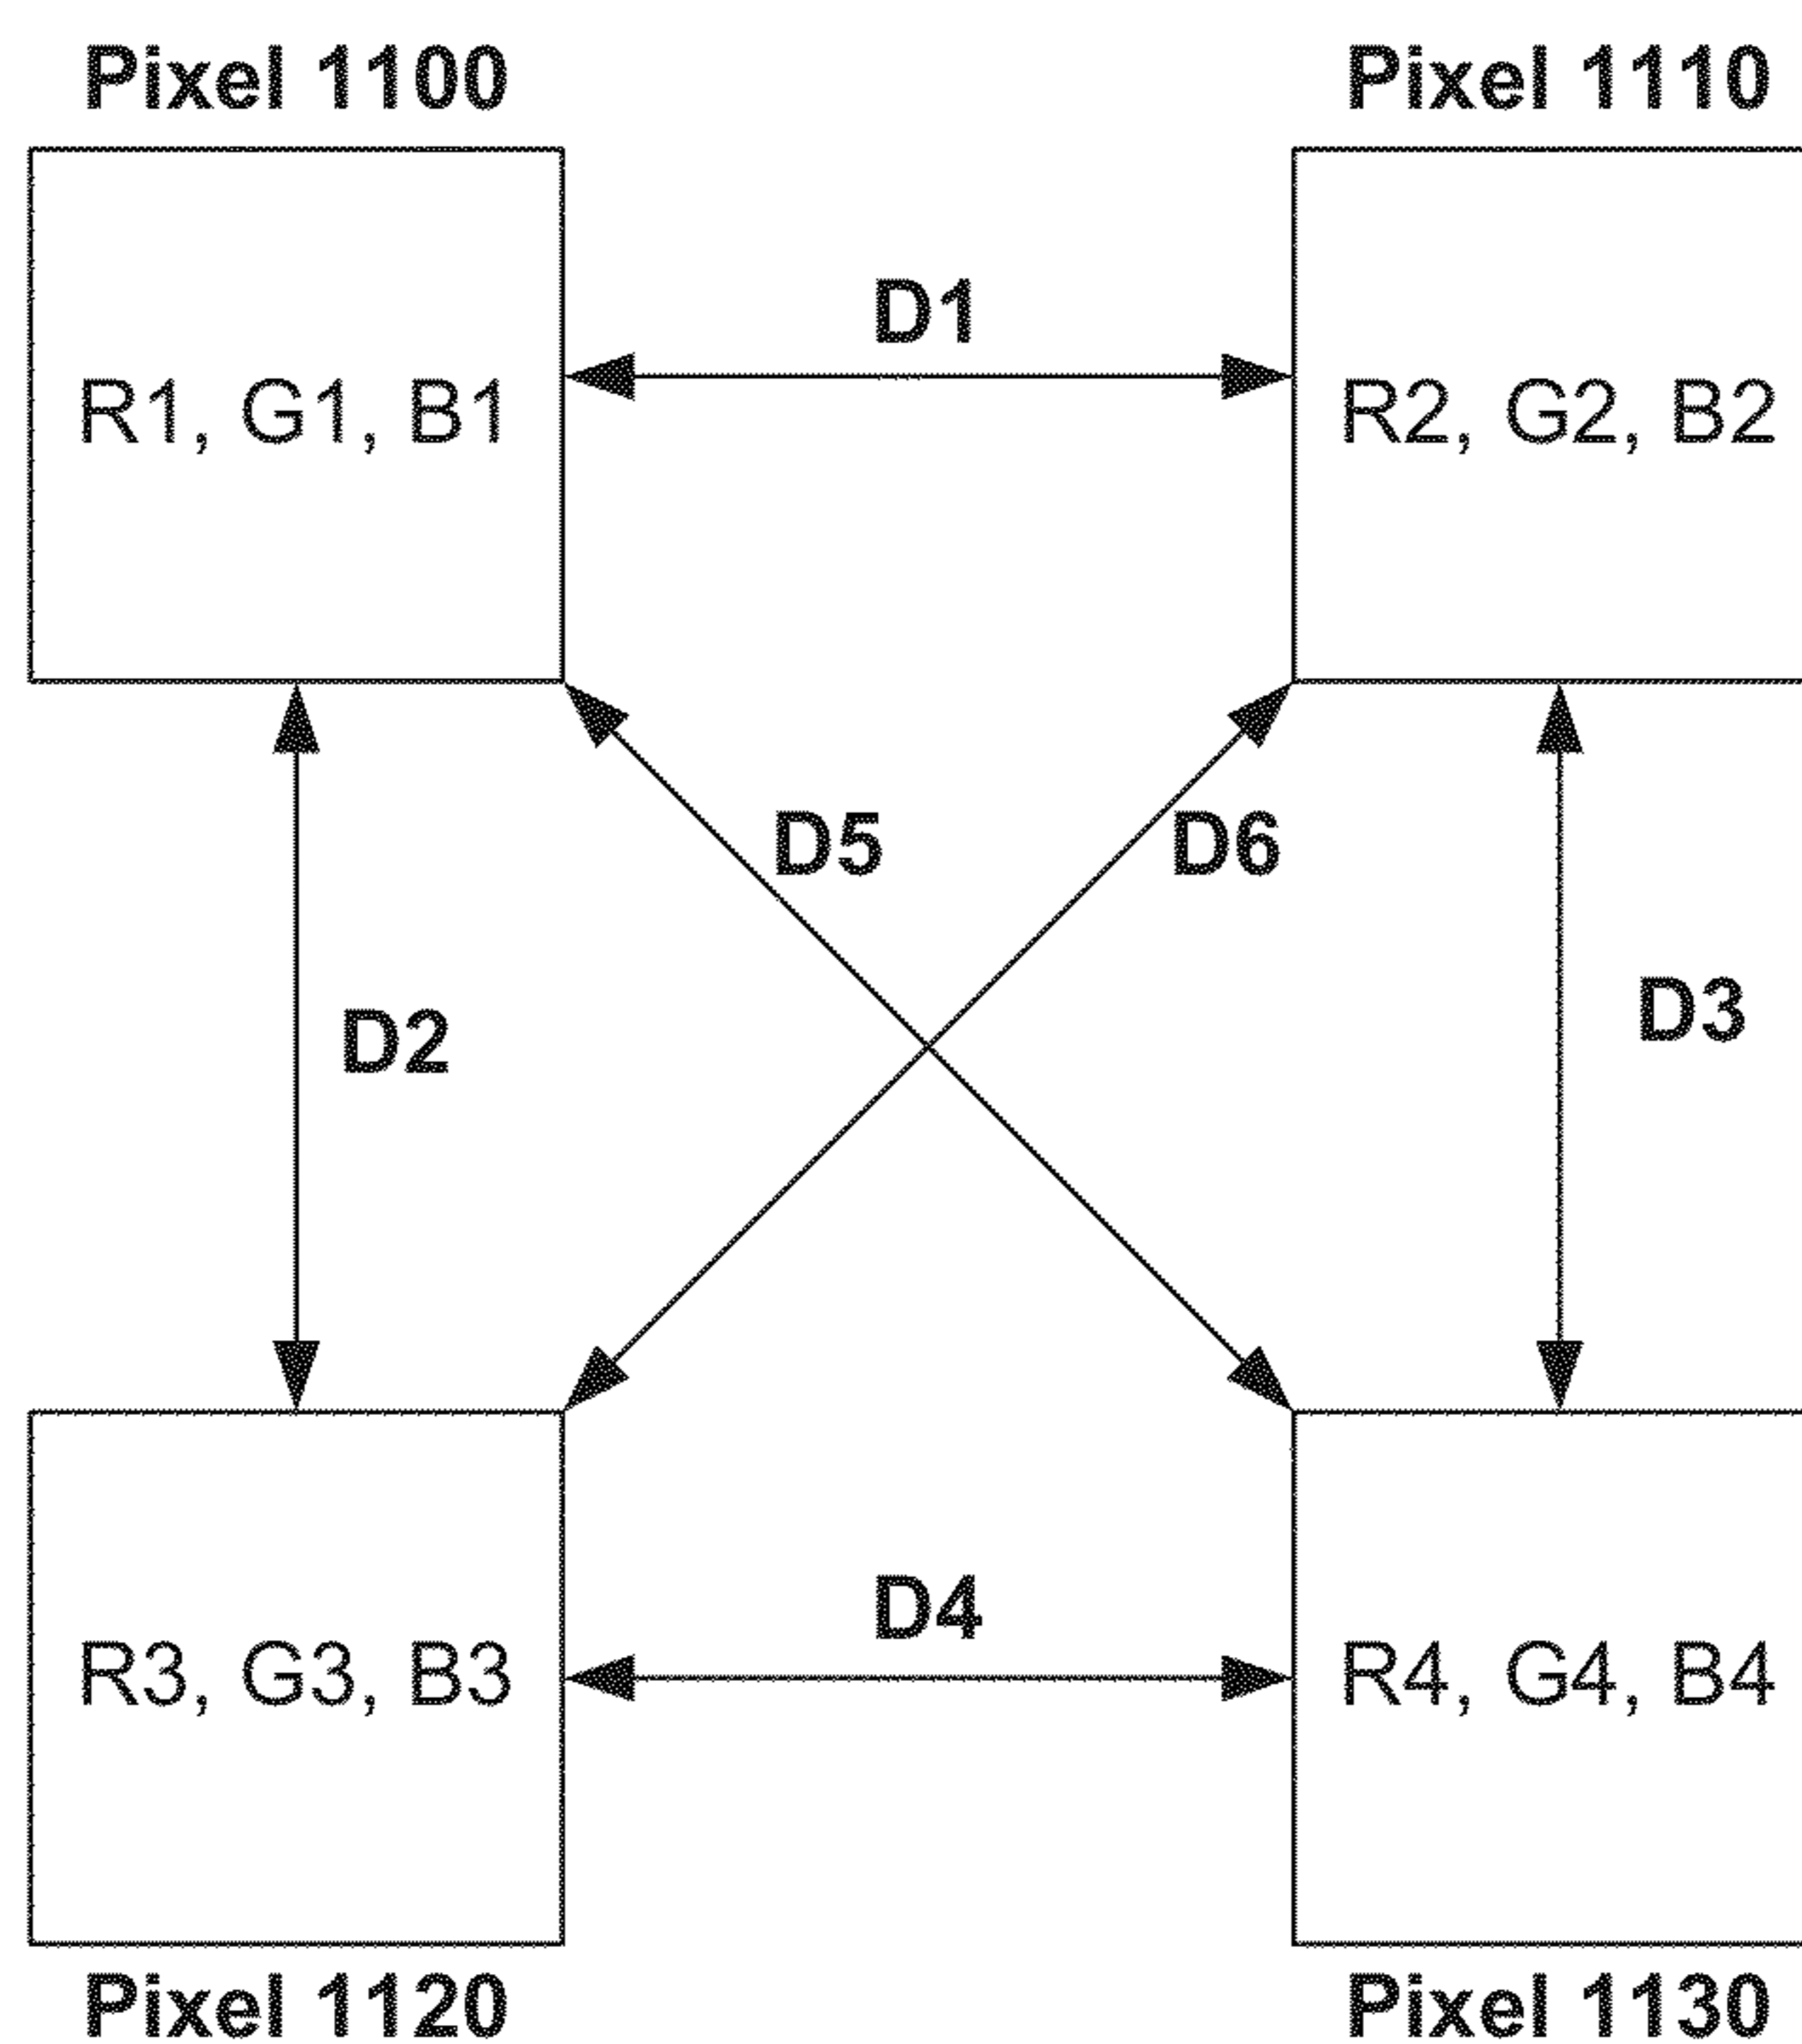 Pixel 1100
Pixel 1110
D1
R1, G1, B1
R2, G2, B2
D5
D6
D2
D3
D4
R3, G3, B3
R4, G4, B4
Pixel 1120
Pixel 1130